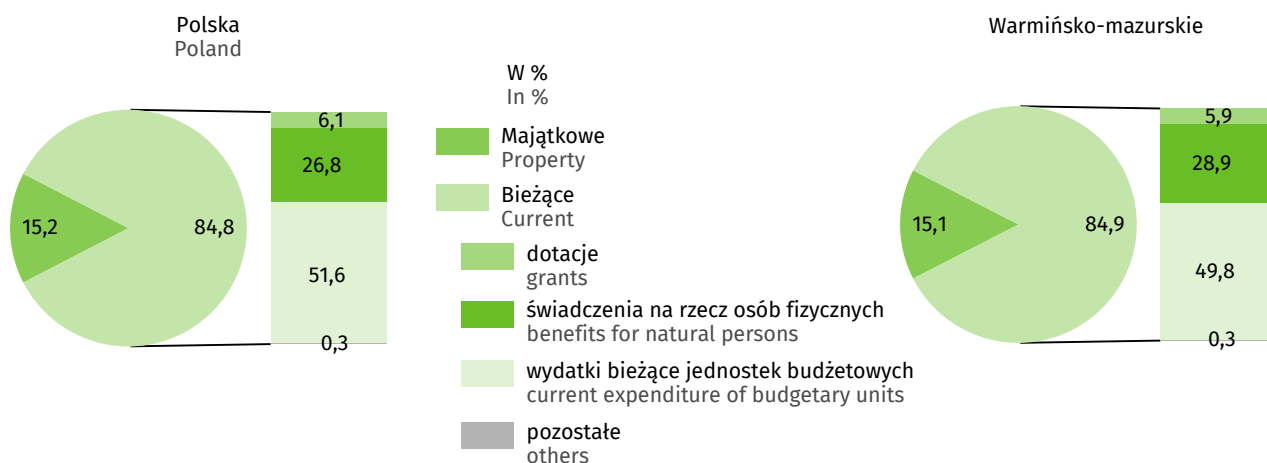 Polska
Poland
6,1
26,8
15,2
84,8
51,6
0,3
W %
In %
Majątkowe
Property
Bieżące
Current
dotacje
grants
świadczenia na rzecz osób fizycznych
benefits for natural persons
wydatki bieżące jednostek budżetowych
current expenditure of budgetary units
pozostałe
others
Warmińsko-mazurskie
5,9
28,9
15,1
84,9
49,8
0,3